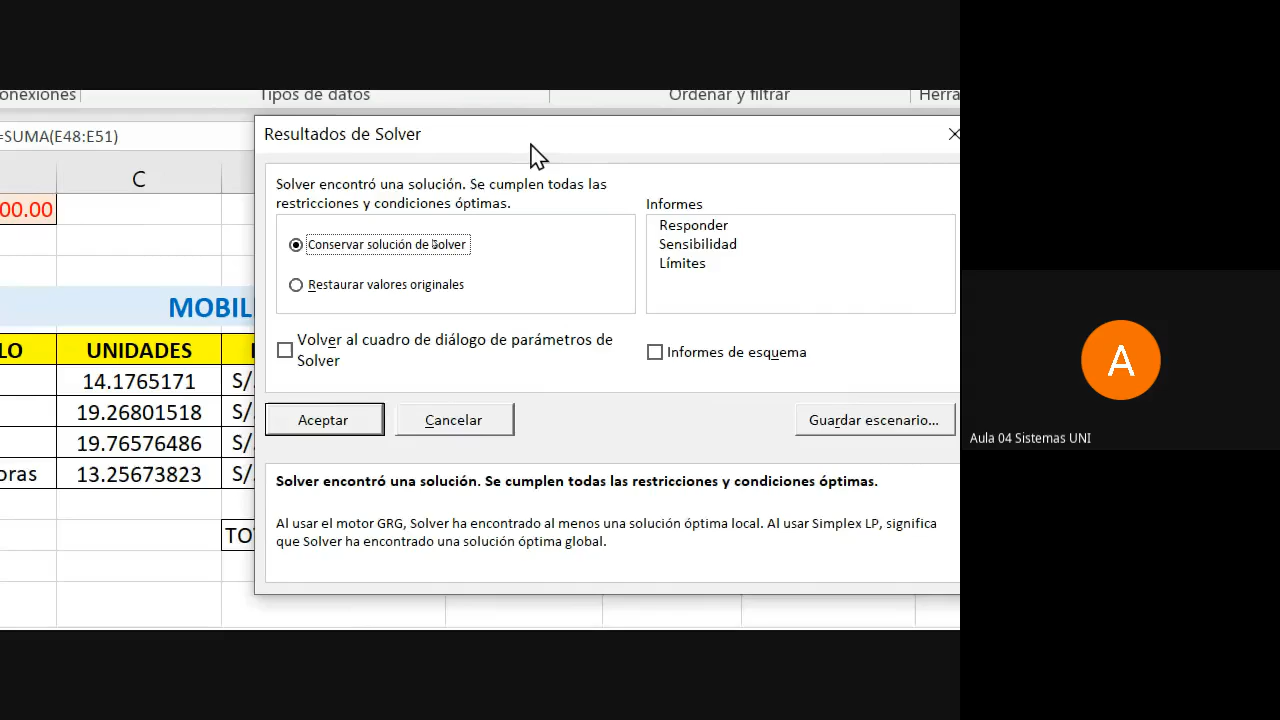 onexiones
Tipos de datos
Ordenar y filtrar
Herra
=SUMA(E48:E51)
C
00.00
MOBIL
LO
UNIDADES
14.1765171
S/.
19.26801518
S/.
19.76576486
S/.
oras
13.25673823
S/.
TOT
Resultados de Solver
Solver encontró una solución. Se cumplen todas las
restricciones y condiciones óptimas.
Conservar solución de Solver
Restaurar valores originales
Informes
Responder
Sensibilidad
Límites
Volver al cuadro de diálogo de parámetros de
Solver
Informes de esquema
Aceptar
Cancelar
Guardar escenario...
Solver encontró una solución. Se cumplen todas las restricciones y condiciones óptimas.
Al usar el motor GRG, Solver ha encontrado al menos una solución óptima local. Al usar Simplex LP, significa
que Solver ha encontrado una solución óptima global.
A
Aula 04 Sistemas UNI